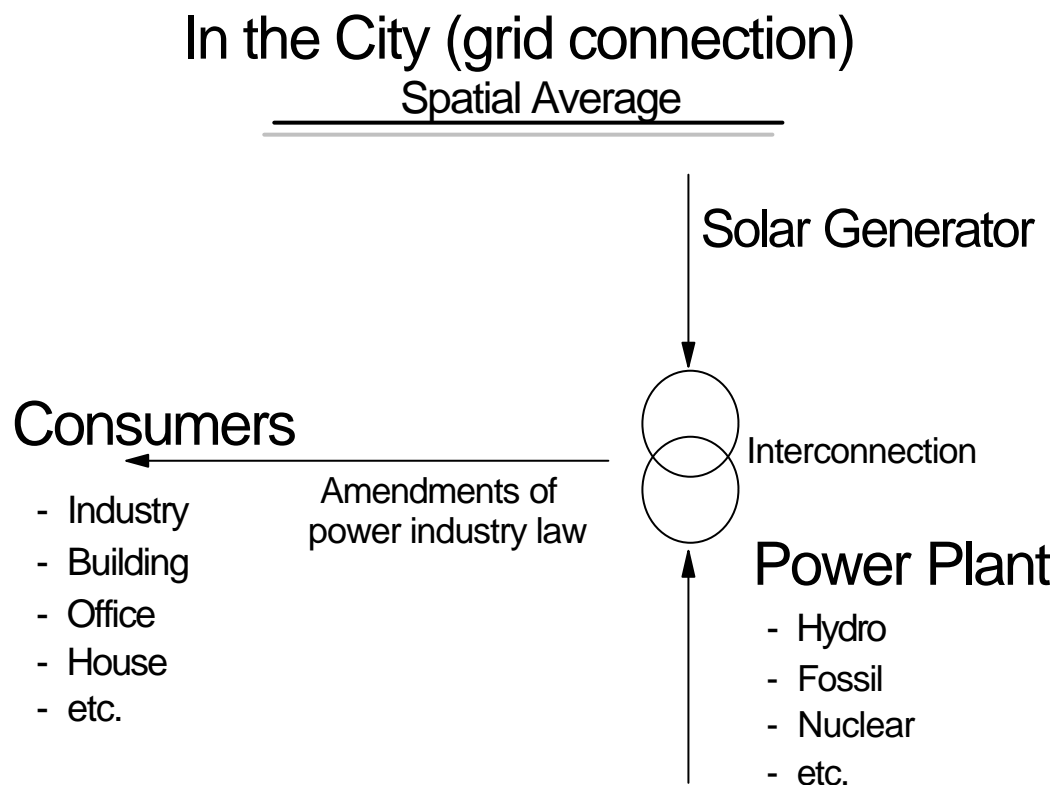 In the City (grid connection)
Spatial Average
Solar Generator
Consumers
Interconnection
Amendments of
power industry law
- Industry
- Building
- Office
- House
- etc.
Power Plant
- Hydro
- Fossil
- Nuclear
- etc.